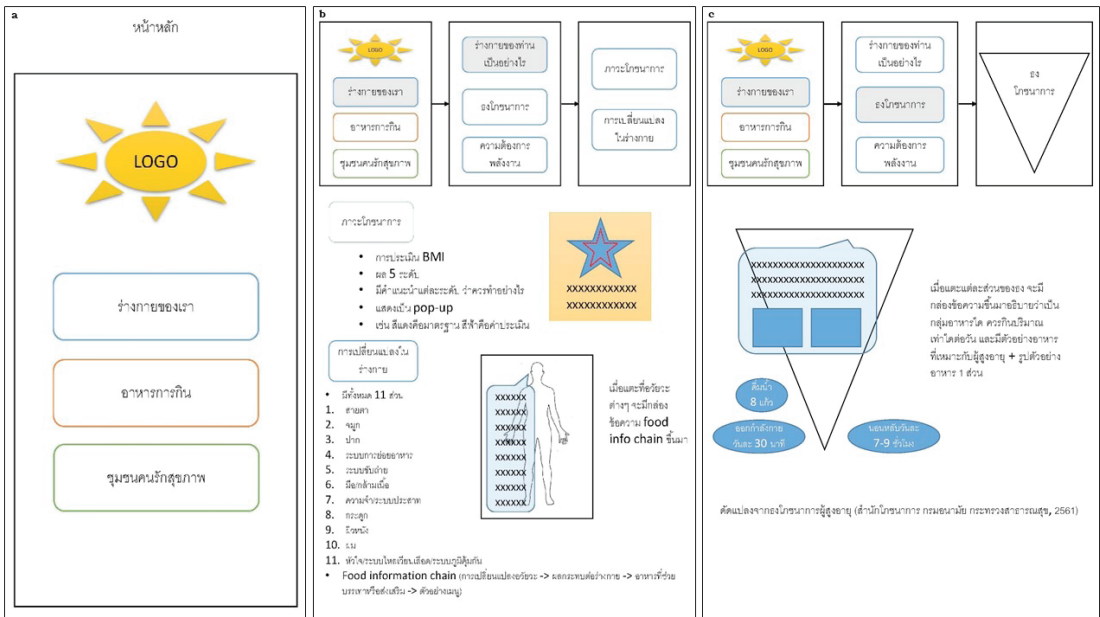 a
หน้าหลัก
LOGO
ร่างกายของเรา
อาหารการกิน
ชุมชนคนรักสุขภาพ
b
LOGO
ร่างกายของเรา
อาหารการกิน
ชุมชนคนรักสุขภาพ
ร่างกายของท่าน
เป็นอย่างไร
ธงโภชนาการ
ความต้องการ
พลังงาน
ภาวะโภชนาการ
การเปลี่ยนแปลง
ในร่างกาย
ภาวะโภชนาการ
• การประเมิน BMI
• ผล 5 ระดับ
• มีคำแนะนำแต่ละระดับ ว่าควรทำอย่างไร
• แสดงเป็น pop-up
• เช่น สีแดงคือมาตรฐาน สีฟ้าคือค่าประเมิน
XXXXXXXXXXXX
XXXXXXXXXXXX
การเปลี่ยนแปลงใน
ร่างกาย
• มีทั้งหมด 11 ส่วน
1. สายตา
2. จมูก
3. ปาก
4. ระบบการย่อยอาหาร
5. ระบบขับถ่าย
6. มือ/กล้ามเนื้อ
7. ความจำ/ระบบประสาท
8. กระดูก
9. ผิวหนัง
10. ผม
11. หัวใจ/ระบบไหลเวียนเลือด/ระบบภูมิคุ้มกัน
• Food information chain (การเปลี่ยนแปลงอวัยวะ -> ผลกระทบต่อร่างกาย -> อาหารที่ช่วย
บรรเทาหรือส่งเสริม -> ตัวอย่างเมนู)
XXXXXX
XXXXXX
XXXXXX
XXXXXX
XXXXXX
XXXXXX
XXXXXX
XXXXXX
เมื่อแตะที่อวัยวะ
ต่างๆ จะมีกล่อง
ข้อความ food
info chain ขึ้นมา
c
LOGO
ร่างกายของเรา
อาหารการกิน
ชุมชนคนรักสุขภาพ
ร่างกายของท่าน
เป็นอย่างไร
ธงโภชนาการ
ความต้องการ
พลังงาน
ธง
โภชนาการ
XXXXXXXXXXXXXXXXXXXXX
XXXXXXXXXXXXXXXXXXXX
XXXXXXXXXXXXXXXXXXXX
เมื่อแตะแต่ละส่วนของธง จะมี
กล่องข้อความขึ้นมาอธิบายว่าเป็น
กลุ่มอาหารใด ควรกินปริมาณ
เท่าใดต่อวัน และมีตัวอย่างอาหาร
ที่เหมาะกับผู้สูงอายุ + รูปตัวอย่าง
อาหาร 1 ส่วน
ดื่มน้ำ
8 แก้ว
ออกกำลังกาย
วันละ 30 นาที
นอนหลับวันละ
7-9 ชั่วโมง
ดัดแปลงจากธงโภชนาการผู้สูงอายุ (สำนักโภชนาการ กรมอนามัย กระทรวงสาธารณสุข, 2561)